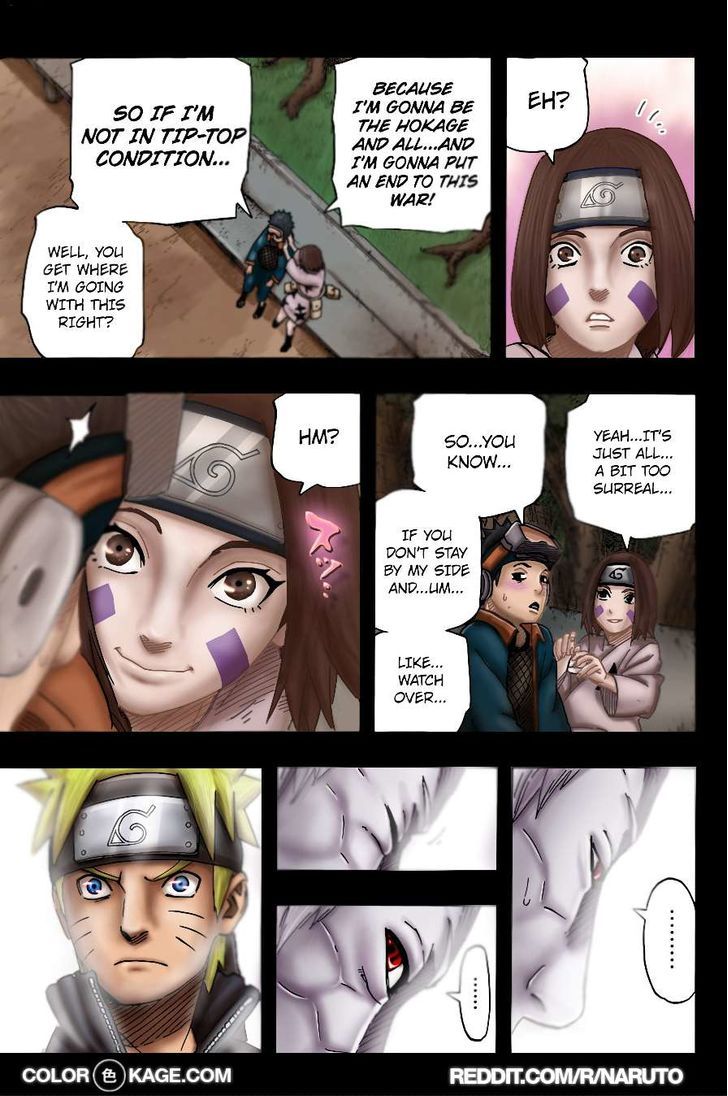 EH?
BECAUSE
I'M GONNA BE
THE HOKAGE
AND ALL...AND
I'M GONNA PUT
AN END TO THIS
WAR!
SO IF I'M
NOT IN TIP-TOP
CONDITION...
WELL, YOU
GET WHERE
I'M GOING
WITH THIS
RIGHT?
YEAH...IT'S
JUST ALL...
A BIT TOO
SURREAL...
SO...YOU
KNOW...
IF YOU
DON'T STAY
BY MY SIDE
AND...UM...
LIKE...
WATCH
OVER...
HM?
スッ...
.........
.......
COLOR 色 KAGE.COM
REDDIT.COM/R/NARUTO